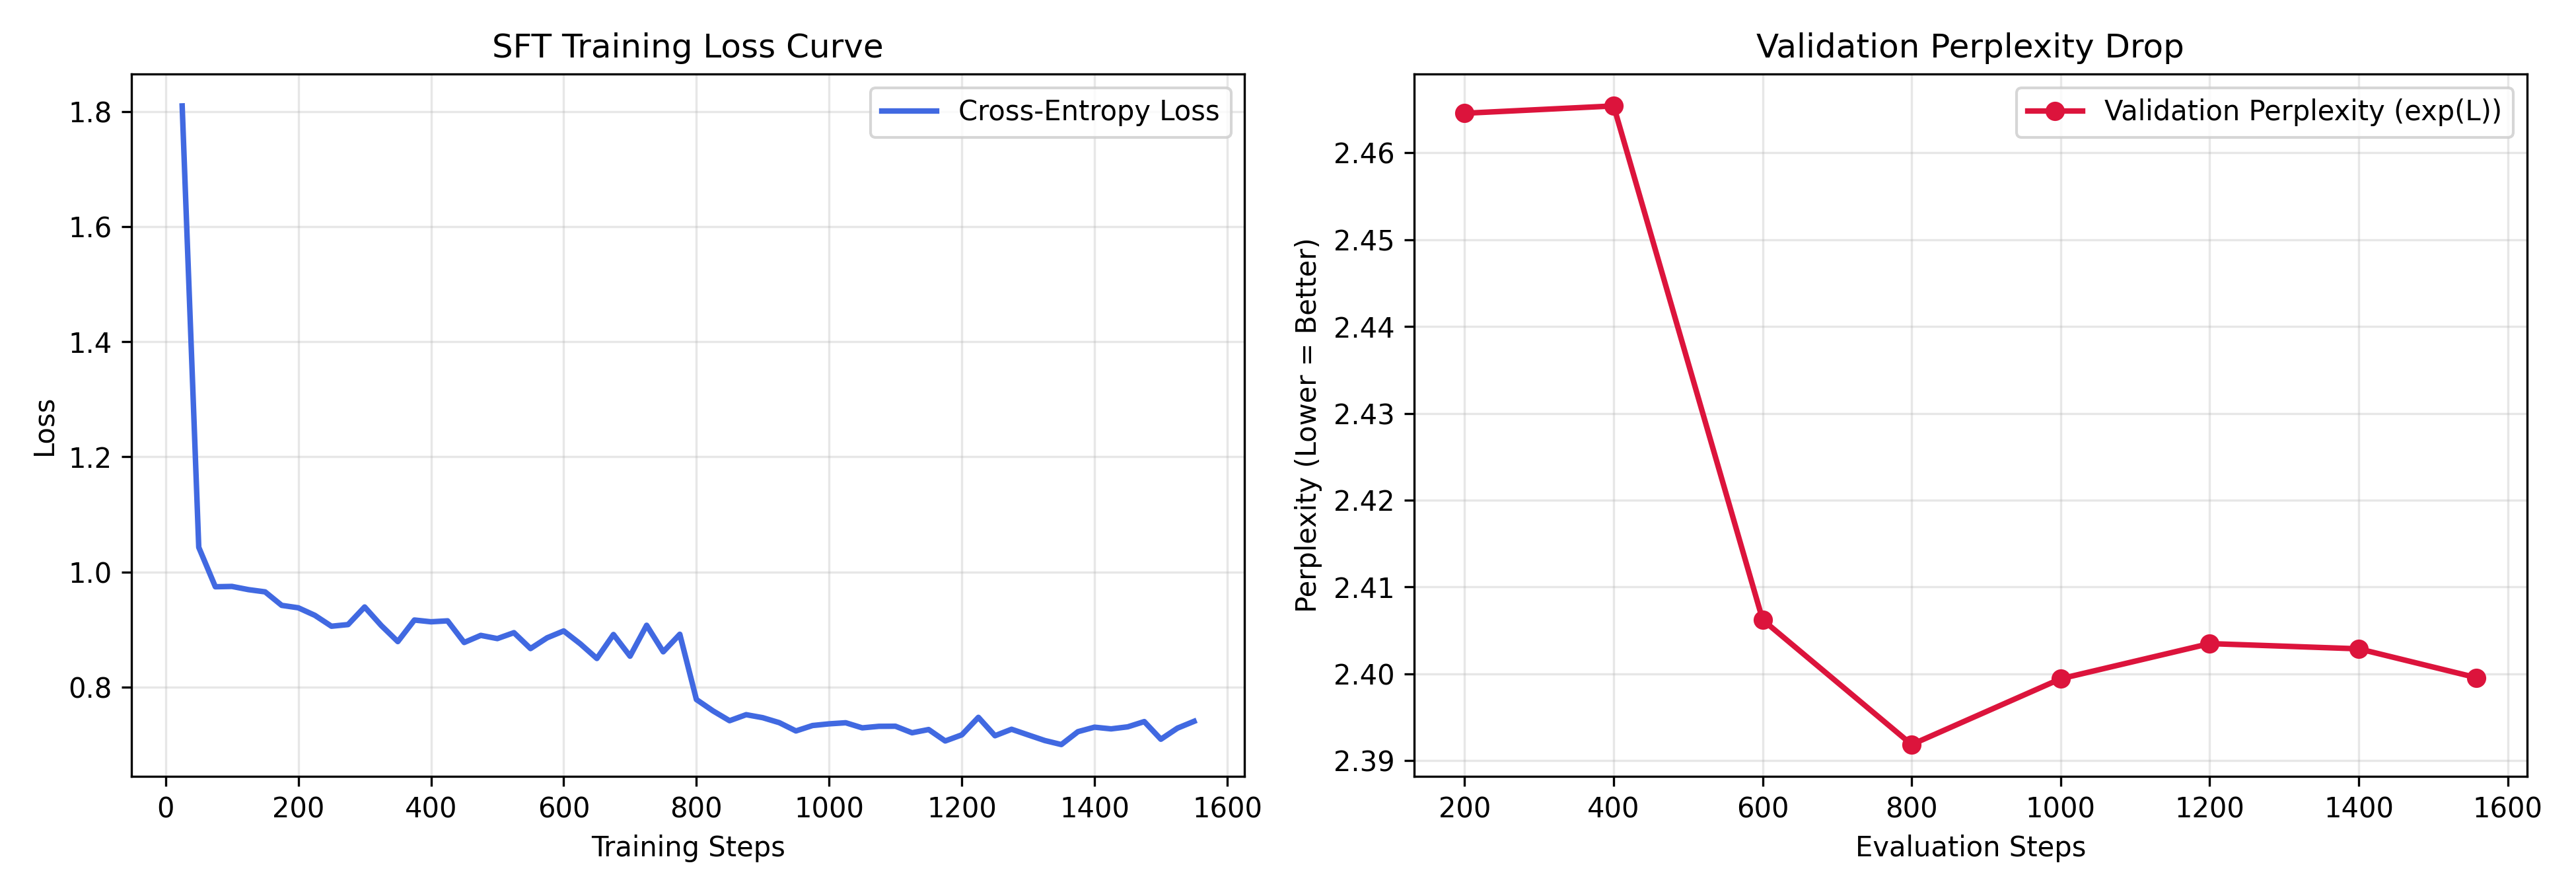 SFT Training Loss Curve
Cross-Entropy Loss
Loss
1.8
1.6
1.4
1.2
1.0
0.8
0 200 400 600 800 1000 1200 1400 1600
Training Steps
Validation Perplexity Drop
Validation Perplexity (exp(L))
Perplexity (Lower = Better)
2.46
2.45
2.44
2.43
2.42
2.41
2.40
2.39
200 400 600 800 1000 1200 1400 1600
Evaluation Steps